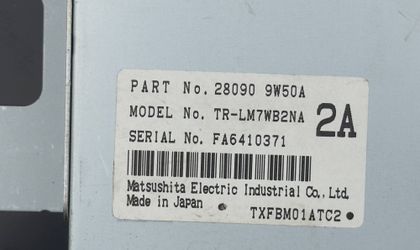 PART No. 28090 9W50A
MODEL No. TR-LM7WB2NA 2A
SERIAL No. FA6410371
Matsushita Electric Industrial Co., Ltd.
Made in Japan
TXFBM01ATC2